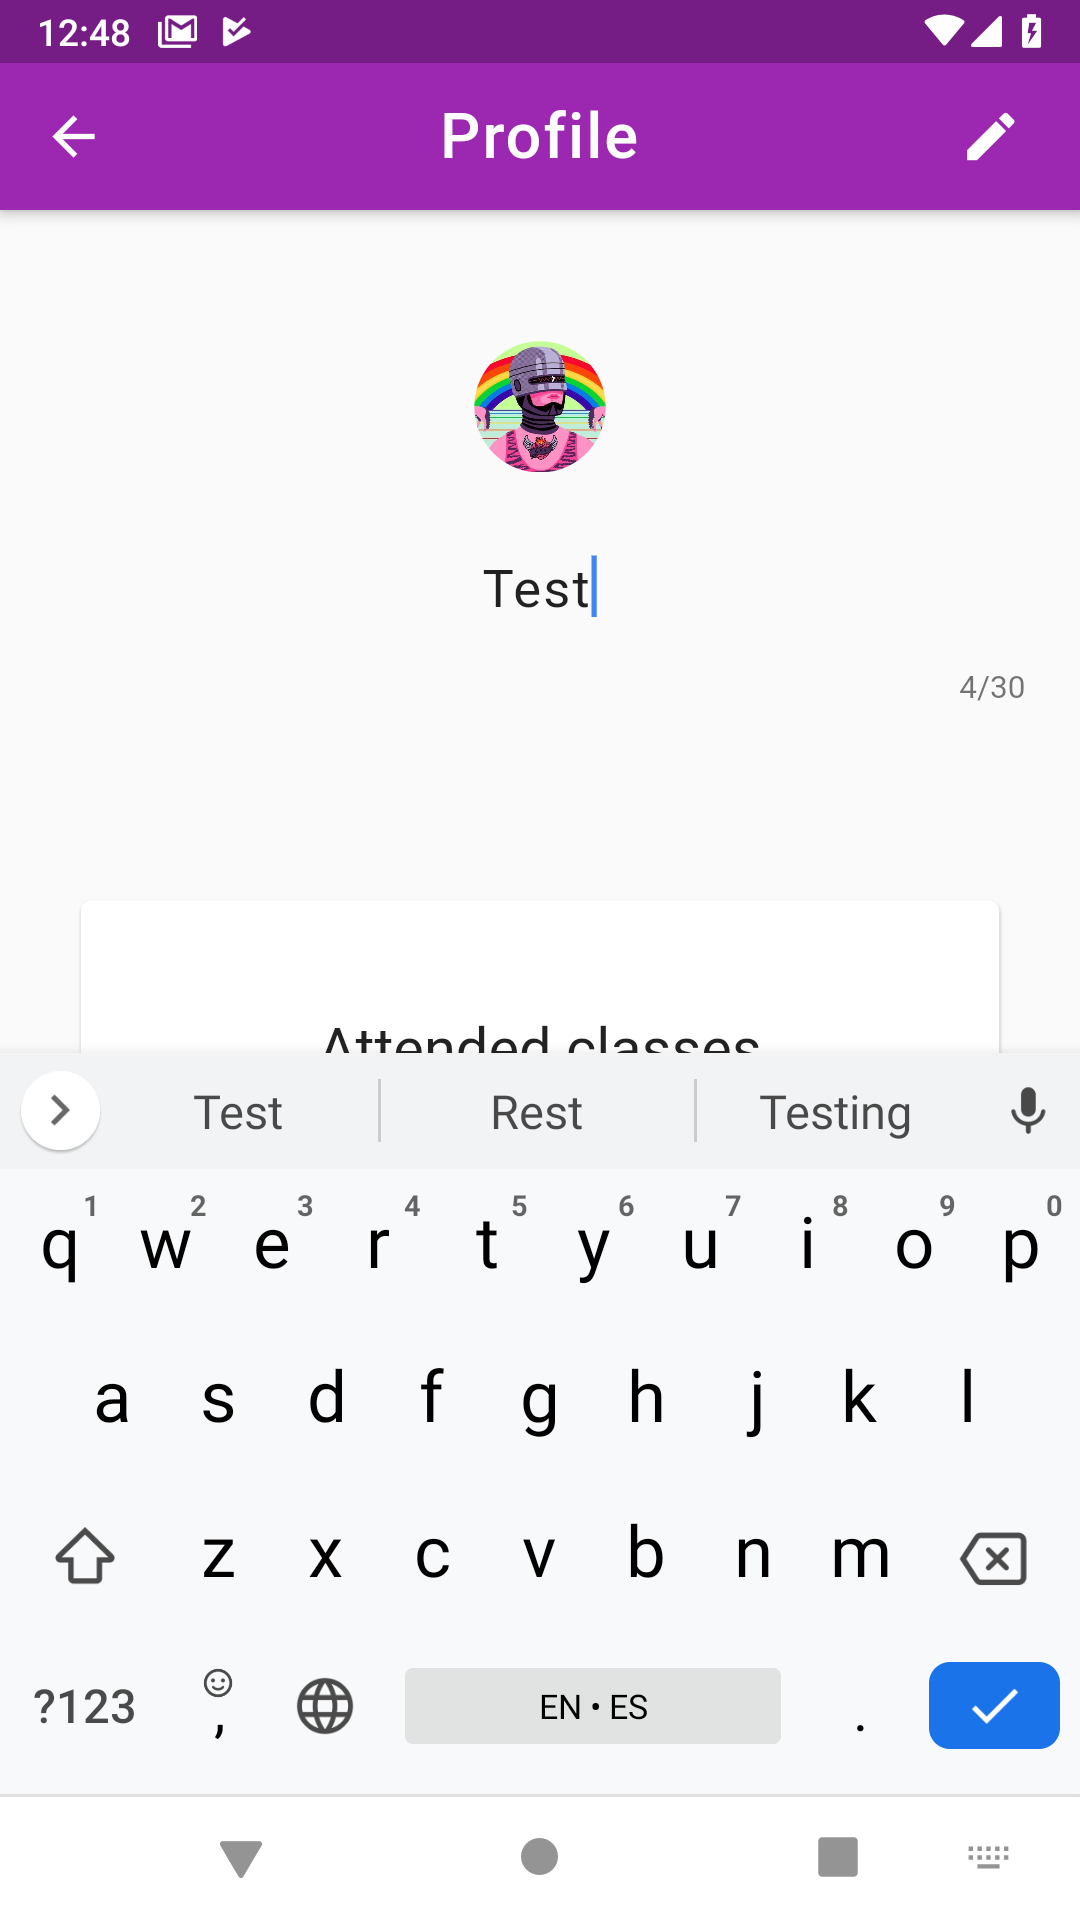 12:48
Profile
Test
4/30
Attended classes
Test Rest Testing
1 2 3 4 5 6 7 8 9 0
q w e r t y u i o p
a s d f g h j k l
z x c v b n m
?123 , EN • ES .